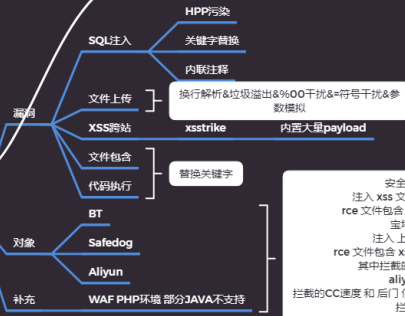 HPP污染
SQL注入
关键字替换
内联注释
漏洞
文件上传
换行解析&垃圾溢出&%00干扰&=符号干扰&参
数模拟
XSS跨站
xsstrike
内置大量payload
文件包含
代码执行
替换关键字
对象
BT
Safedog
Aliyun
补充
WAF PHP环境 部分JAVA不支持
安全
注入 xss 文
rce 文件包含
宝塔
注入 上
rce 文件包含 x
其中拦截的
aliy
拦截的CC速度 和 后门